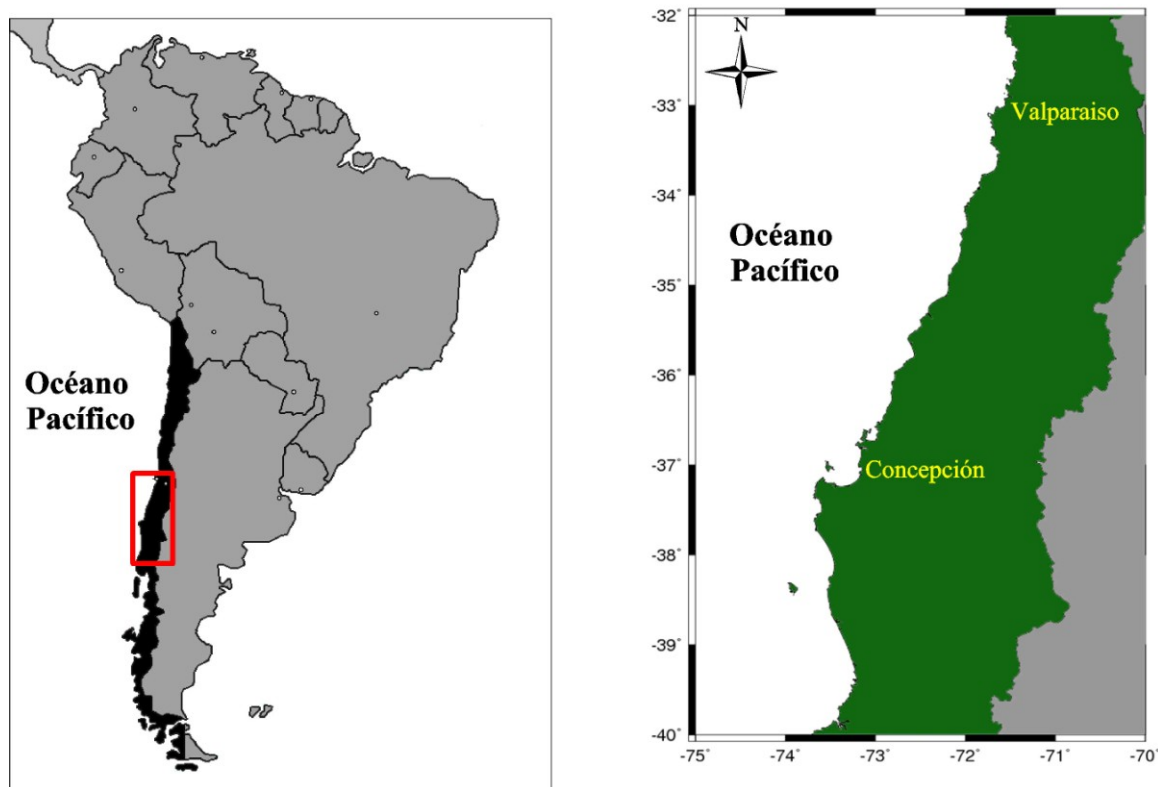 Océano
Pacífico
N
Valparaiso
Océano
Pacífico
Concepción
-32˚
-33˚
-34˚
-35˚
-36˚
-37˚
-38˚
-39˚
-40˚
-75˚ -74˚ -73˚ -72˚ -71˚ -70˚